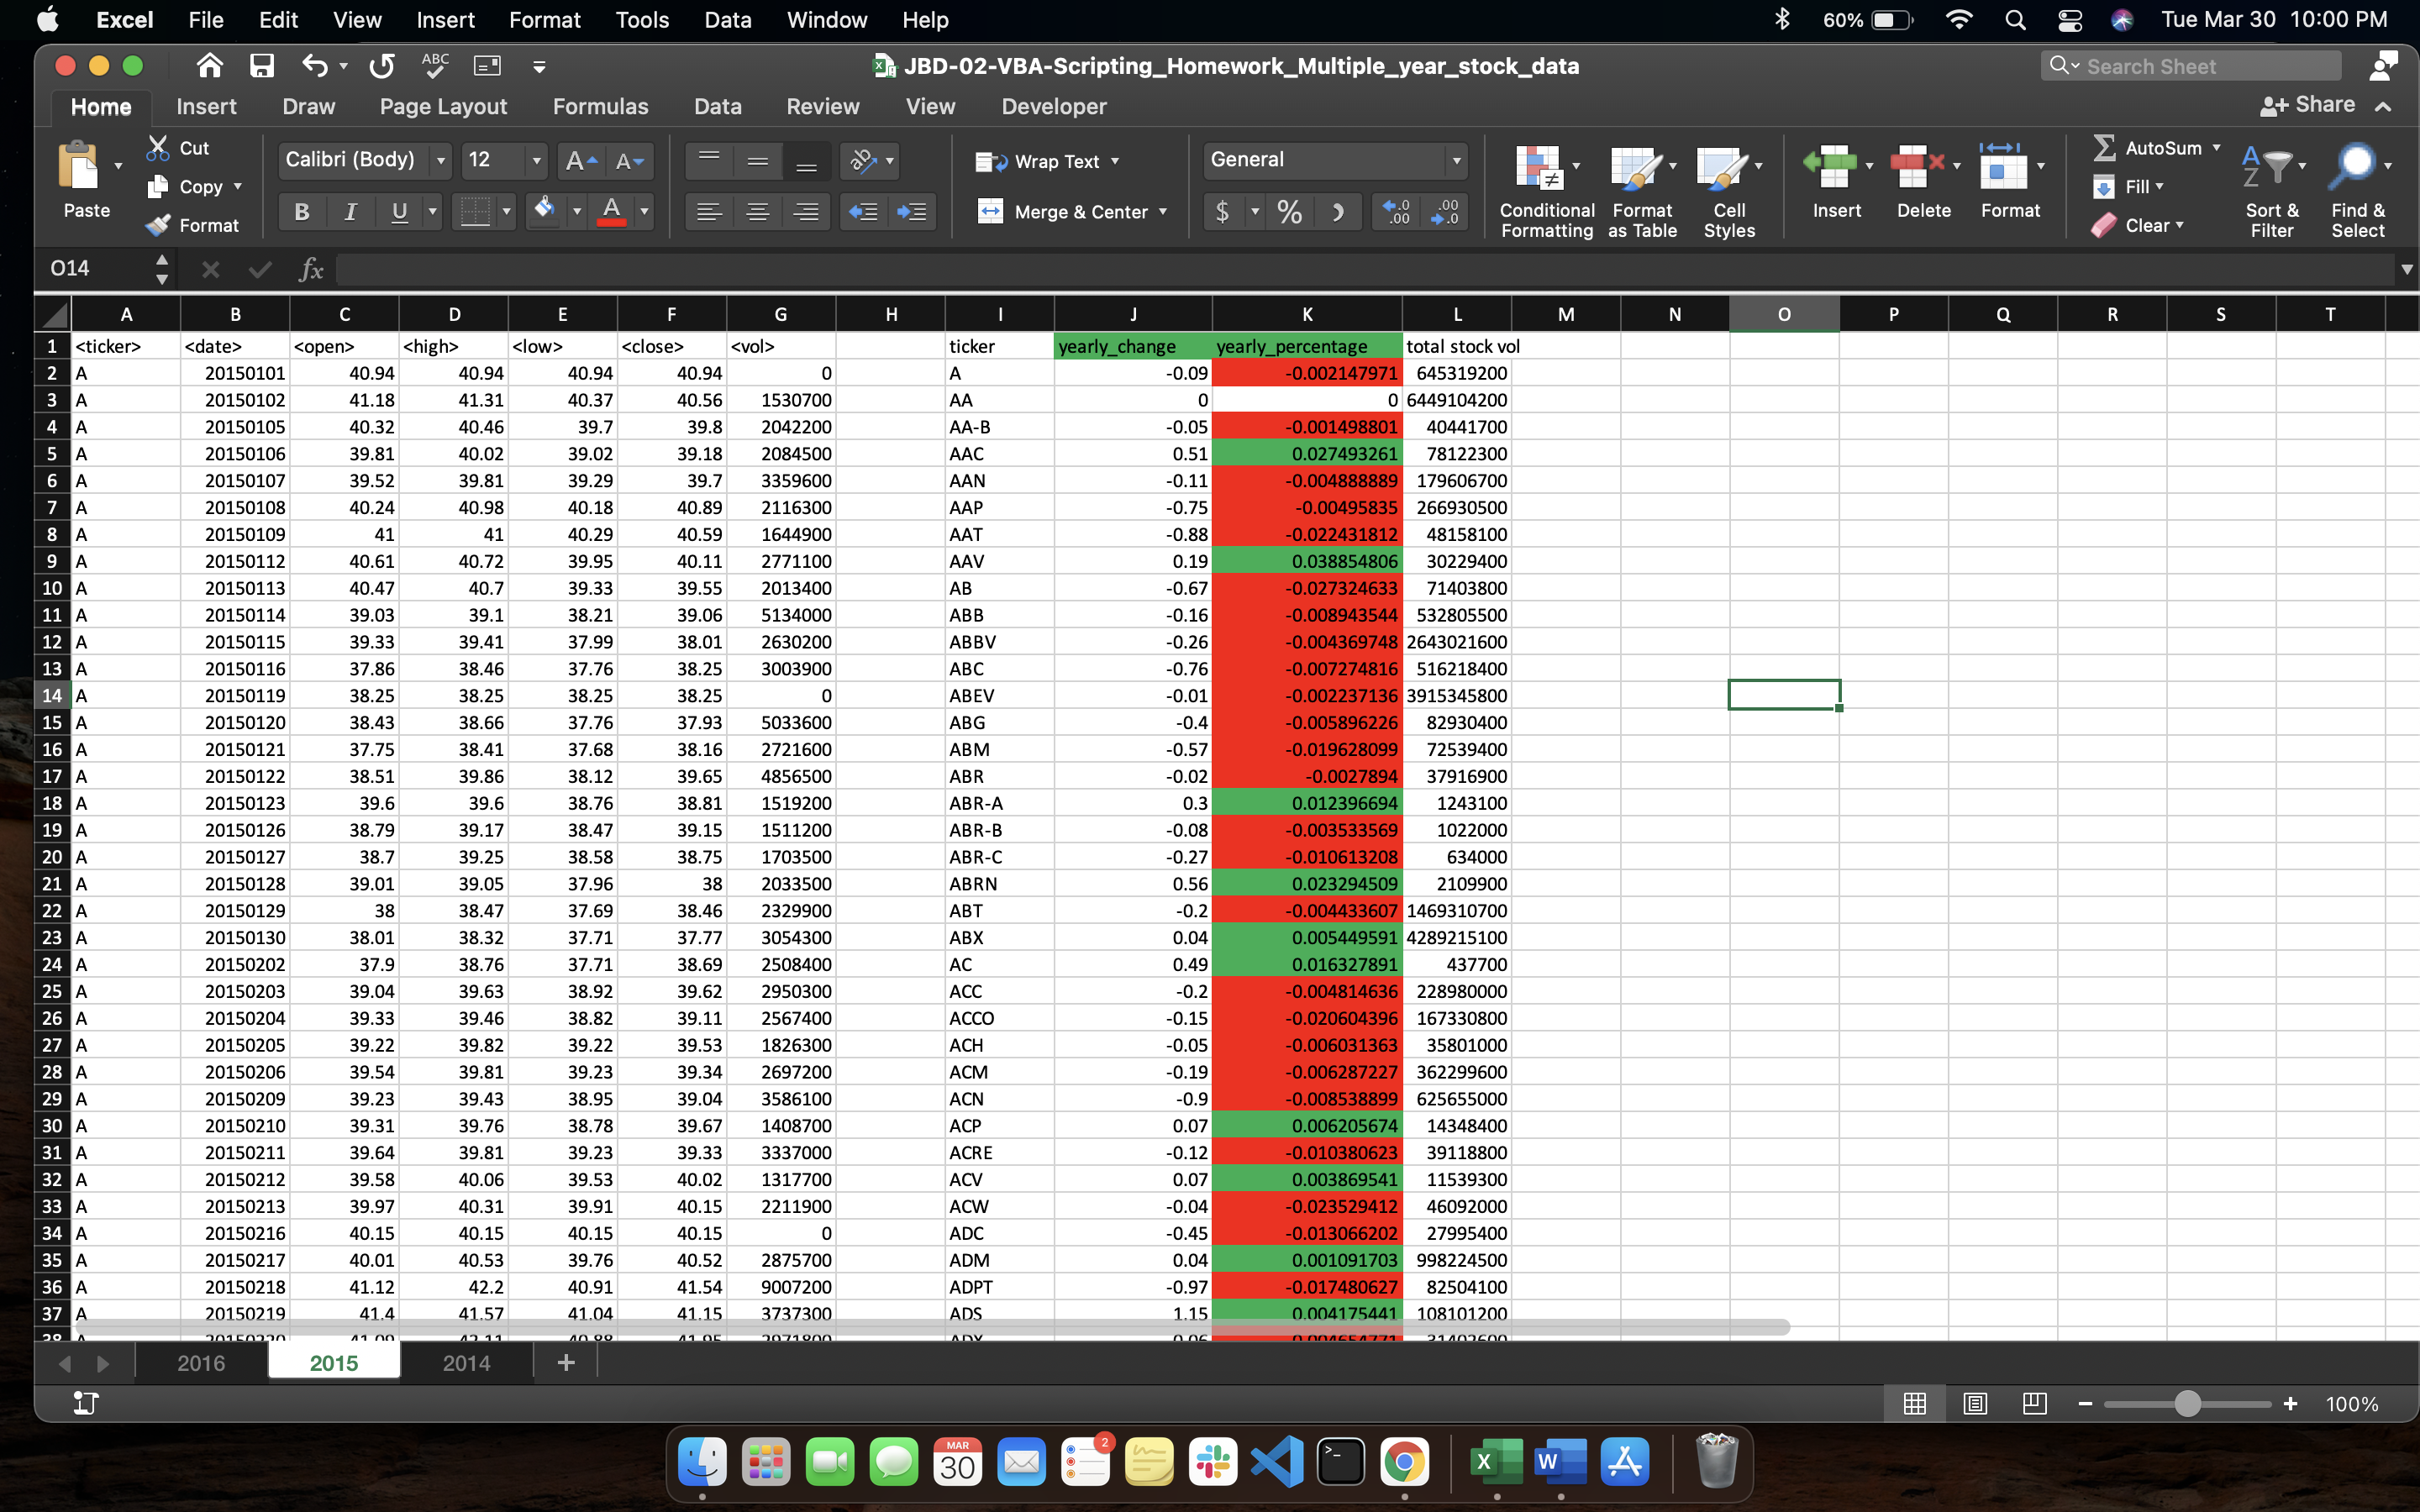 Excel File Edit View Insert Format Tools Data Window Help 60% Tue Mar 30 10:00 PM
ABC JBD-02-VBA-Scripting_Homework_Multiple_year_stock_data Search Sheet
Home Insert Draw Page Layout Formulas Data Review View Developer Share
Paste Cut Copy Format Calibri (Body) 12 Wrap Text Merge & Center General Conditional Formatting Format as Table Cell Styles Insert Delete Format AutoSum Fill Clear Sort & Filter Find & Select
O14 fx
A B C D E F G H I J K L M N O P Q R S T
1 <ticker> <date> <open> <high> <low> <close> <vol> ticker yearly_change yearly_percentage total stock vol
2 A 20150101 40.94 40.94 40.94 40.94 0 A -0.09 -0.002147971 645319200
3 A 20150102 41.18 41.31 40.37 40.56 1530700 AA 0 0 6449104200
4 A 20150105 40.32 40.46 39.7 39.8 2042200 AA-B -0.05 -0.001498801 40441700
5 A 20150106 39.81 40.02 39.02 39.18 2084500 AAC 0.51 0.027493261 78122300
6 A 20150107 39.52 39.81 39.29 39.7 3359600 AAN -0.11 -0.004888889 179606700
7 A 20150108 40.24 40.98 40.18 40.89 2116300 AAP -0.75 -0.00495835 266930500
8 A 20150109 41 41 40.29 40.59 1644900 AAT -0.88 -0.022431812 48158100
9 A 20150112 40.61 40.72 39.95 40.11 2771100 AAV 0.19 0.038854806 30229400
10 A 20150113 40.47 40.7 39.33 39.55 2013400 AB -0.67 -0.027324633 71403800
11 A 20150114 39.03 39.1 38.21 39.06 5134000 ABB -0.16 -0.008943544 532805500
12 A 20150115 39.33 39.41 37.99 38.01 2630200 ABBV -0.26 -0.004369748 2643021600
13 A 20150116 37.86 38.46 37.76 38.25 3003900 ABC -0.76 -0.007274816 516218400
14 A 20150119 38.25 38.25 38.25 38.25 0 ABEV -0.01 -0.002237136 3915345800
15 A 20150120 38.43 38.66 37.76 37.93 5033600 ABG -0.4 -0.005896226 82930400
16 A 20150121 37.75 38.41 37.68 38.16 2721600 ABM -0.57 -0.019628099 72539400
17 A 20150122 38.51 39.86 38.12 39.65 4856500 ABR -0.02 -0.0027894 37916900
18 A 20150123 39.6 39.6 38.76 38.81 1519200 ABR-A 0.3 0.012396694 1243100
19 A 20150126 38.79 39.17 38.47 39.15 1511200 ABR-B -0.08 -0.003533569 1022000
20 A 20150127 38.7 39.25 38.58 38.75 1703500 ABR-C -0.27 -0.010613208 634000
21 A 20150128 39.01 39.05 37.96 38 2033500 ABRN 0.56 0.023294509 2109900
22 A 20150129 38 38.47 37.69 38.46 2329900 ABT -0.2 -0.004433607 1469310700
23 A 20150130 38.01 38.32 37.71 37.77 3054300 ABX 0.04 0.005449591 4289215100
24 A 20150202 37.9 38.76 37.71 38.69 2508400 AC 0.49 0.016327891 437700
25 A 20150203 39.04 39.63 38.92 39.62 2950300 ACC -0.2 -0.004814636 228980000
26 A 20150204 39.33 39.46 38.82 39.11 2567400 ACCO -0.15 -0.020604396 167330800
27 A 20150205 39.22 39.82 39.22 39.53 1826300 ACH -0.05 -0.006031363 35801000
28 A 20150206 39.54 39.81 39.23 39.34 2697200 ACM -0.19 -0.006287227 362299600
29 A 20150209 39.23 39.43 38.95 39.04 3586100 ACN -0.9 -0.008538899 625655000
30 A 20150210 39.31 39.76 38.78 39.67 1408700 ACP 0.07 0.006205674 14348400
31 A 20150211 39.64 39.81 39.23 39.33 3337000 ACRE -0.12 -0.010380623 39118800
32 A 20150212 39.58 40.06 39.53 40.02 1317700 ACV 0.07 0.003869541 11539300
33 A 20150213 39.97 40.31 39.91 40.15 2211900 ACW -0.04 -0.023529412 46092000
34 A 20150216 40.15 40.15 40.15 40.15 0 ADC -0.45 -0.013066202 27995400
35 A 20150217 40.01 40.53 39.76 40.52 2875700 ADM 0.04 0.001091703 998224500
36 A 20150218 41.12 42.2 40.91 41.54 9007200 ADPT -0.97 -0.017480627 82504100
37 A 20150219 41.4 41.57 41.04 41.15 3737300 ADS 1.15 0.004175441 108101200
2016 2015 2014 +
100%
2 MAR 30 X W